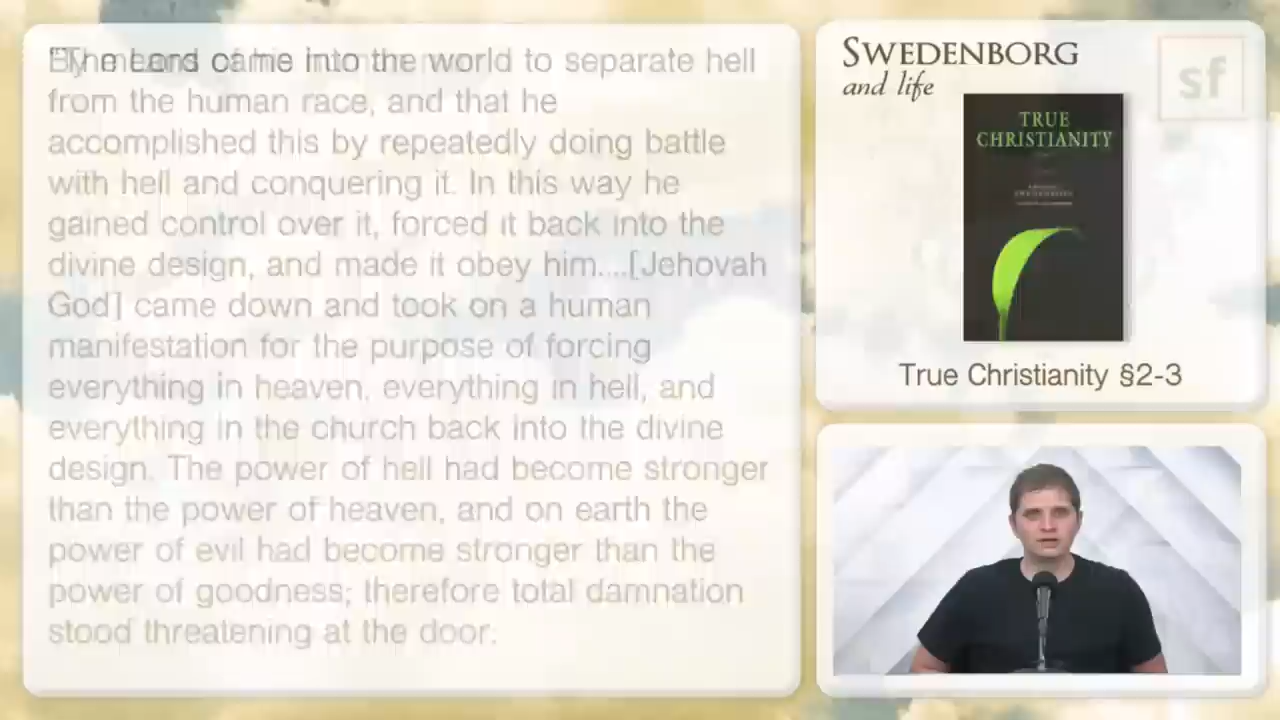 "The Lord came into the world to separate hell
from the human race, and that he
accomplished this by repeatedly doing battle
with hell and conquering it. In this way he
gained control over it, forced it back into the
divine design, and made it obey him....[Jehovah
God] came down and took on a human
manifestation for the purpose of forcing
everything in heaven, everything in hell, and
everything in the church back into the divine
design. The power of hell had become stronger
than the power of heaven, and on earth the
power of evil had become stronger than the
power of goodness; therefore total damnation
stood threatening at the door.
SWEDENBORG
and life
sf
TRUE
CHRISTIANITY
True Christianity §2-3